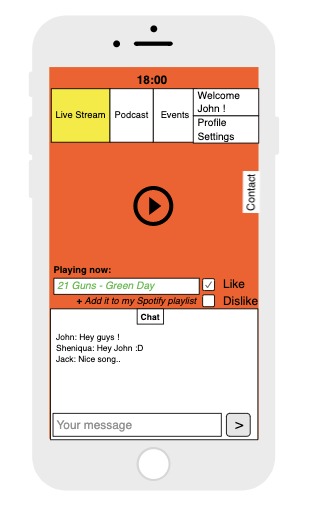 18:00
Live Stream
Podcast
Events
Welcome
John !
Profile
Settings
Contact
Playing now:
21 Guns - Green Day
Like
+ Add it to my Spotify playlist
Dislike
Chat
John: Hey guys !
Sheniqua: Hey John :D
Jack: Nice song..
Your message
>